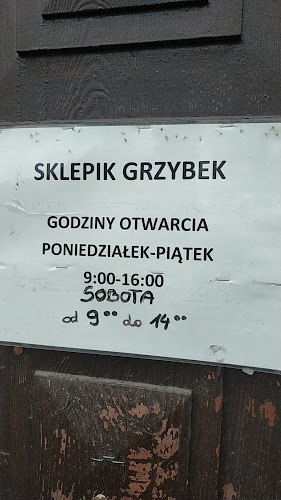 SKLEPIK GRZYBEK
GODZINY OTWARCIA
PONIEDZIAŁEK-PIĄTEK
9:00-16:00
SOBOTA
od 9⁰⁰ do 14⁰⁰